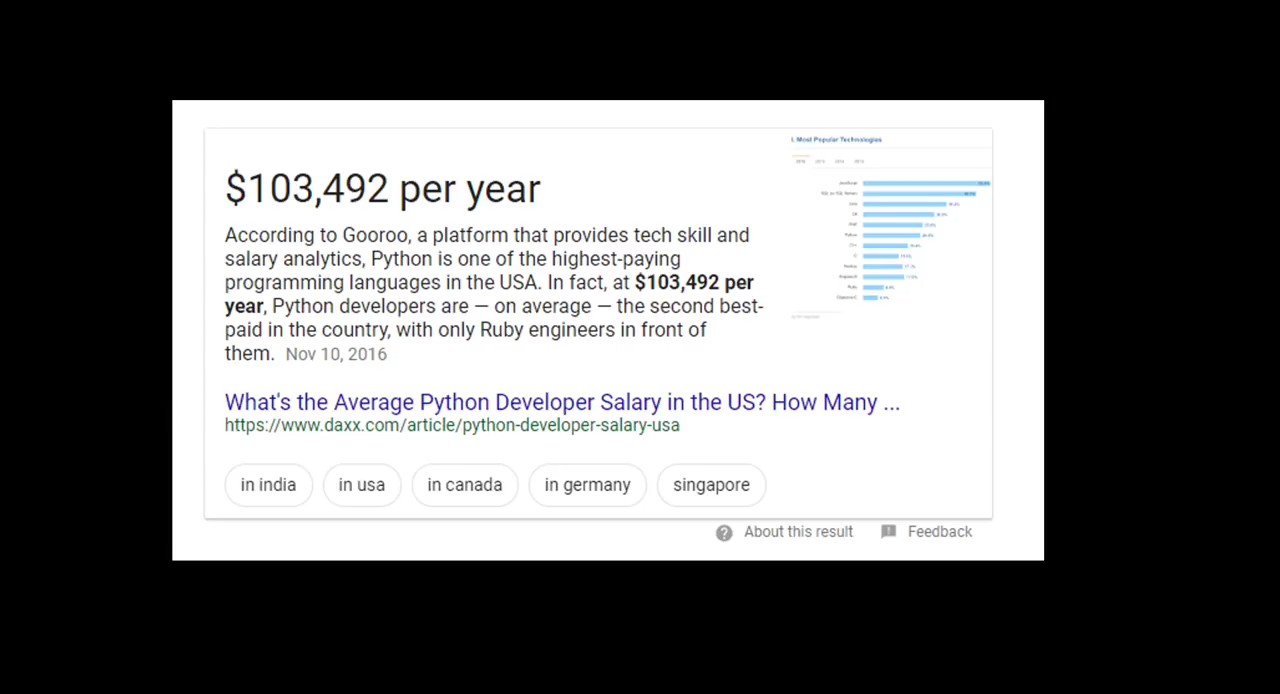 $103,492 per year
According to Gooroo, a platform that provides tech skill and
salary analytics, Python is one of the highest-paying
programming languages in the USA. In fact, at $103,492 per
year, Python developers are — on average — the second best-
paid in the country, with only Ruby engineers in front of
them. Nov 10, 2016
I. Most Popular Technologies
What's the Average Python Developer Salary in the US? How Many ...
https://www.daxx.com/article/python-developer-salary-usa
in india
in usa
in canada
in germany
singapore
About this result
Feedback